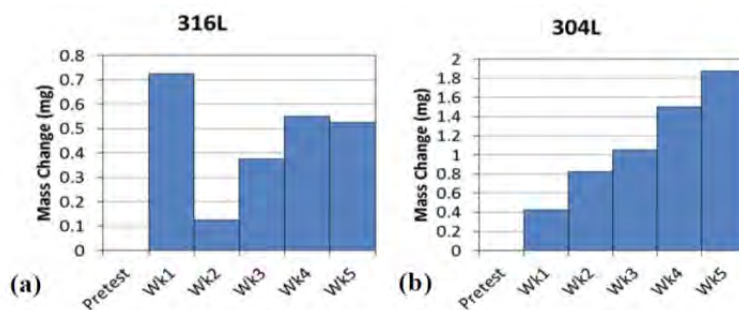 316L
Mass Change (mg)
0.8
0.7
0.6
0.5
0.4
0.3
0.2
0.1
0
Pretest
Wk1
Wk2
Wk3
Wk4
Wk5
(a)
304L
Mass Change (mg)
2
1.8
1.6
1.4
1.2
1
0.8
0.6
0.4
0.2
0
Pretest
Wk1
Wk2
Wk3
Wk4
Wk5
(b)